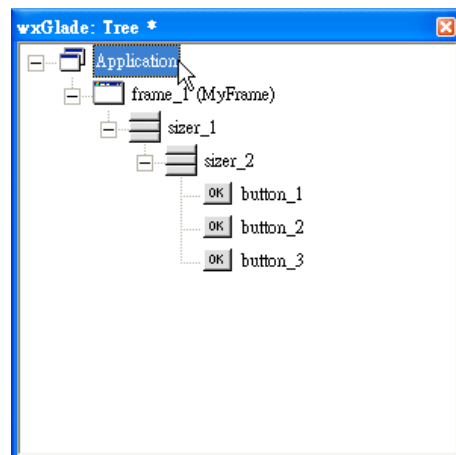 wxGlade: Tree *
Application
frame_1 (MyFrame)
sizer_1
sizer_2
OK button_1
OK button_2
OK button_3